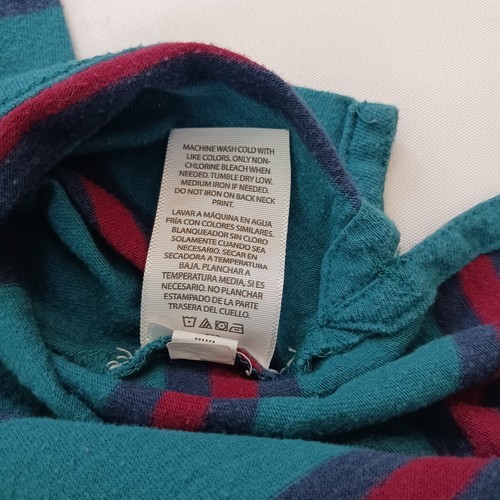 MACHINE WASH COLD WITH
LIKE COLORS. ONLY NON-
CHLORINE BLEACH WHEN
NEEDED. TUMBLE DRY LOW.
MEDIUM IRON IF NEEDED.
DO NOT IRON ON BACK NECK
PRINT.
LAVAR A MÁQUINA EN AGUA
FRÍA CON COLORES SIMILARES.
BLANQUEADOR SIN CLORO
SOLAMENTE CUANDO SEA
NECESARIO. SECAR EN
SECADORA A TEMPERATURA
BAJA. PLANCHAR A
TEMPERATURA MEDIA, SI ES
NECESARIO. NO PLANCHAR
ESTAMPADO DE LA PARTE
TRASERA DEL CUELLO.